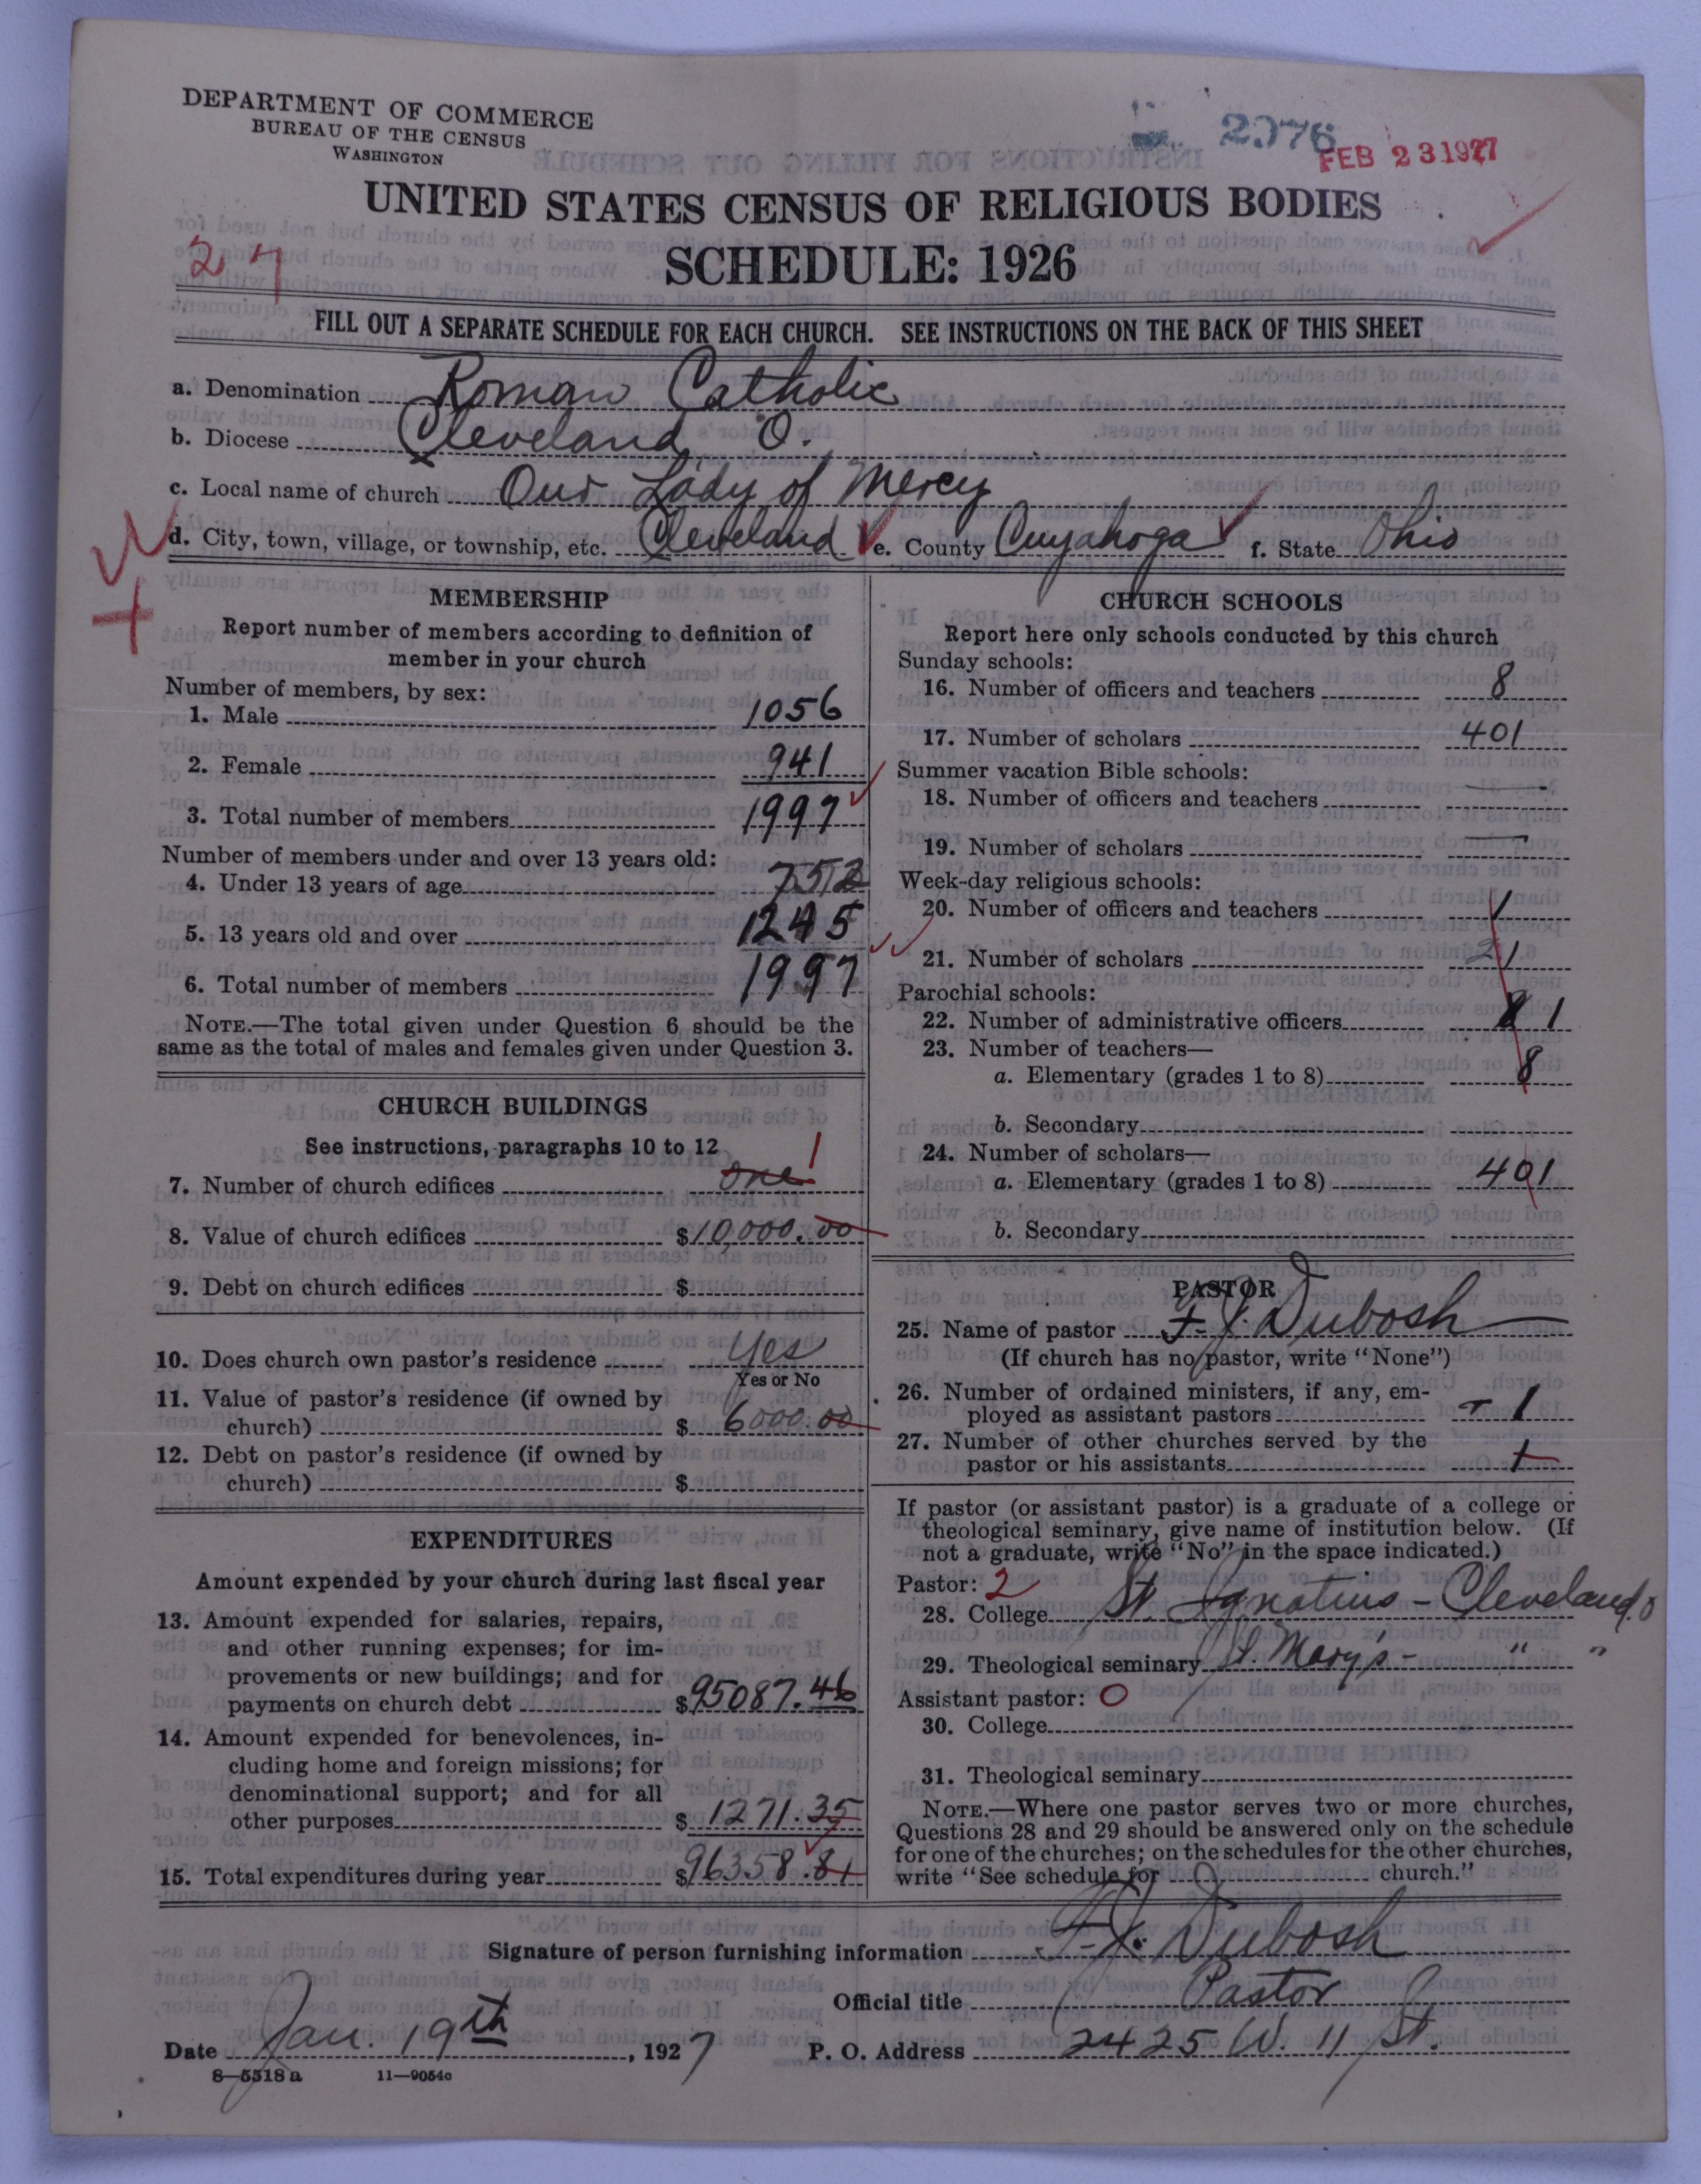 DEPARTMENT OF COMMERCE
BUREAU OF THE CENSUS
WASHINGTON
FEB 23 1927
UNITED STATES CENSUS OF RELIGIOUS BODIES
SCHEDULE: 1926
FILL OUT A SEPARATE SCHEDULE FOR EACH CHURCH. SEE INSTRUCTIONS ON THE BACK OF THIS SHEET
a. Denomination Roman Catholic
b. Diocese Cleveland, O.
c. Local name of church Our Lady of Mercy
d. City, town, village, or township, etc. Cleveland e. County Cuyahoga f. State Ohio
MEMBERSHIP
Report number of members according to definition of
member in your church
Number of members, by sex:
1. Male 1056
2. Female 941
3. Total number of members 1997
Number of members under and over 13 years old:
4. Under 13 years of age 752
5. 13 years old and over 1245
6. Total number of members 1997
NOTE.—The total given under Question 6 should be the
same as the total of males and females given under Question 3.
CHURCH BUILDINGS
See instructions, paragraphs 10 to 12
7. Number of church edifices one 1
8. Value of church edifices $10,000.00
9. Debt on church edifices $
10. Does church own pastor's residence Yes
Yes or No
11. Value of pastor's residence (if owned by
church) $ 6000.00
12. Debt on pastor's residence (if owned by
church) $
EXPENDITURES
Amount expended by your church during last fiscal year
13. Amount expended for salaries, repairs,
and other running expenses; for im-
provements or new buildings; and for
payments on church debt $95087.46
14. Amount expended for benevolences, in-
cluding home and foreign missions; for
denominational support; and for all
other purposes $ 1271.35
15. Total expenditures during year $96358.81
CHURCH SCHOOLS
Report here only schools conducted by this church
Sunday schools:
16. Number of officers and teachers 8
17. Number of scholars 401
Summer vacation Bible schools:
18. Number of officers and teachers —
19. Number of scholars —
Week-day religious schools:
20. Number of officers and teachers
21. Number of scholars
Parochial schools:
22. Number of administrative officers 1
23. Number of teachers—
a. Elementary (grades 1 to 8) 8
b. Secondary
24. Number of scholars—
a. Elementary (grades 1 to 8) 401
b. Secondary
PASTOR
25. Name of pastor F. J. Dubosh
(If church has no pastor, write "None")
26. Number of ordained ministers, if any, em-
ployed as assistant pastors 1
27. Number of other churches served by the
pastor or his assistants
If pastor (or assistant pastor) is a graduate of a college or
theological seminary, give name of institution below. (If
not a graduate, write "No" in the space indicated.)
Pastor: 2
28. College St. Ignatius - Cleveland, O
29. Theological seminary St. Mary's - " "
Assistant pastor: O
30. College
31. Theological seminary
NOTE.—Where one pastor serves two or more churches,
Questions 28 and 29 should be answered only on the schedule
for one of the churches; on the schedules for the other churches,
write "See schedule for church."
Signature of person furnishing information F. J. Dubosh
Official title Pastor
Date Jan. 19th, 1927 P. O. Address 2425 W. 11 St.
8—5518 a 11—9054c